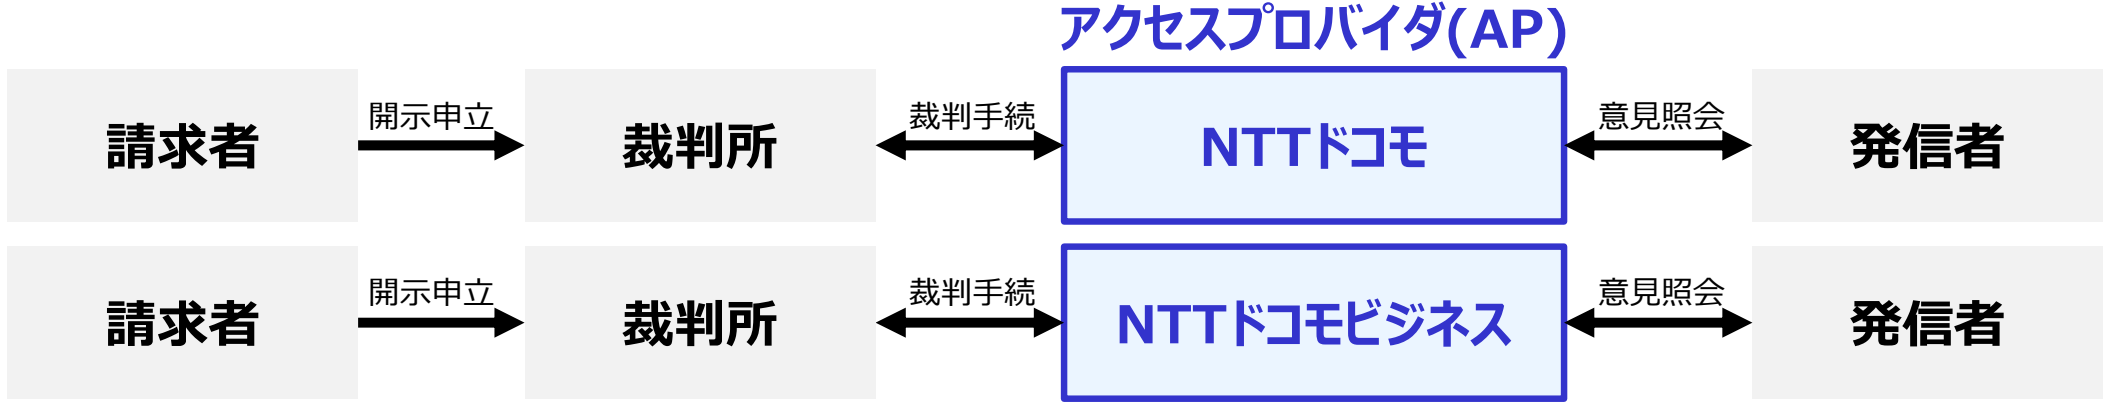 アクセスプロバイダ(AP)
請求者 開示申立 裁判所 裁判手続 NTTドコモ 意見照会 発信者
請求者 開示申立 裁判所 裁判手続 NTTドコモビジネス 意見照会 発信者